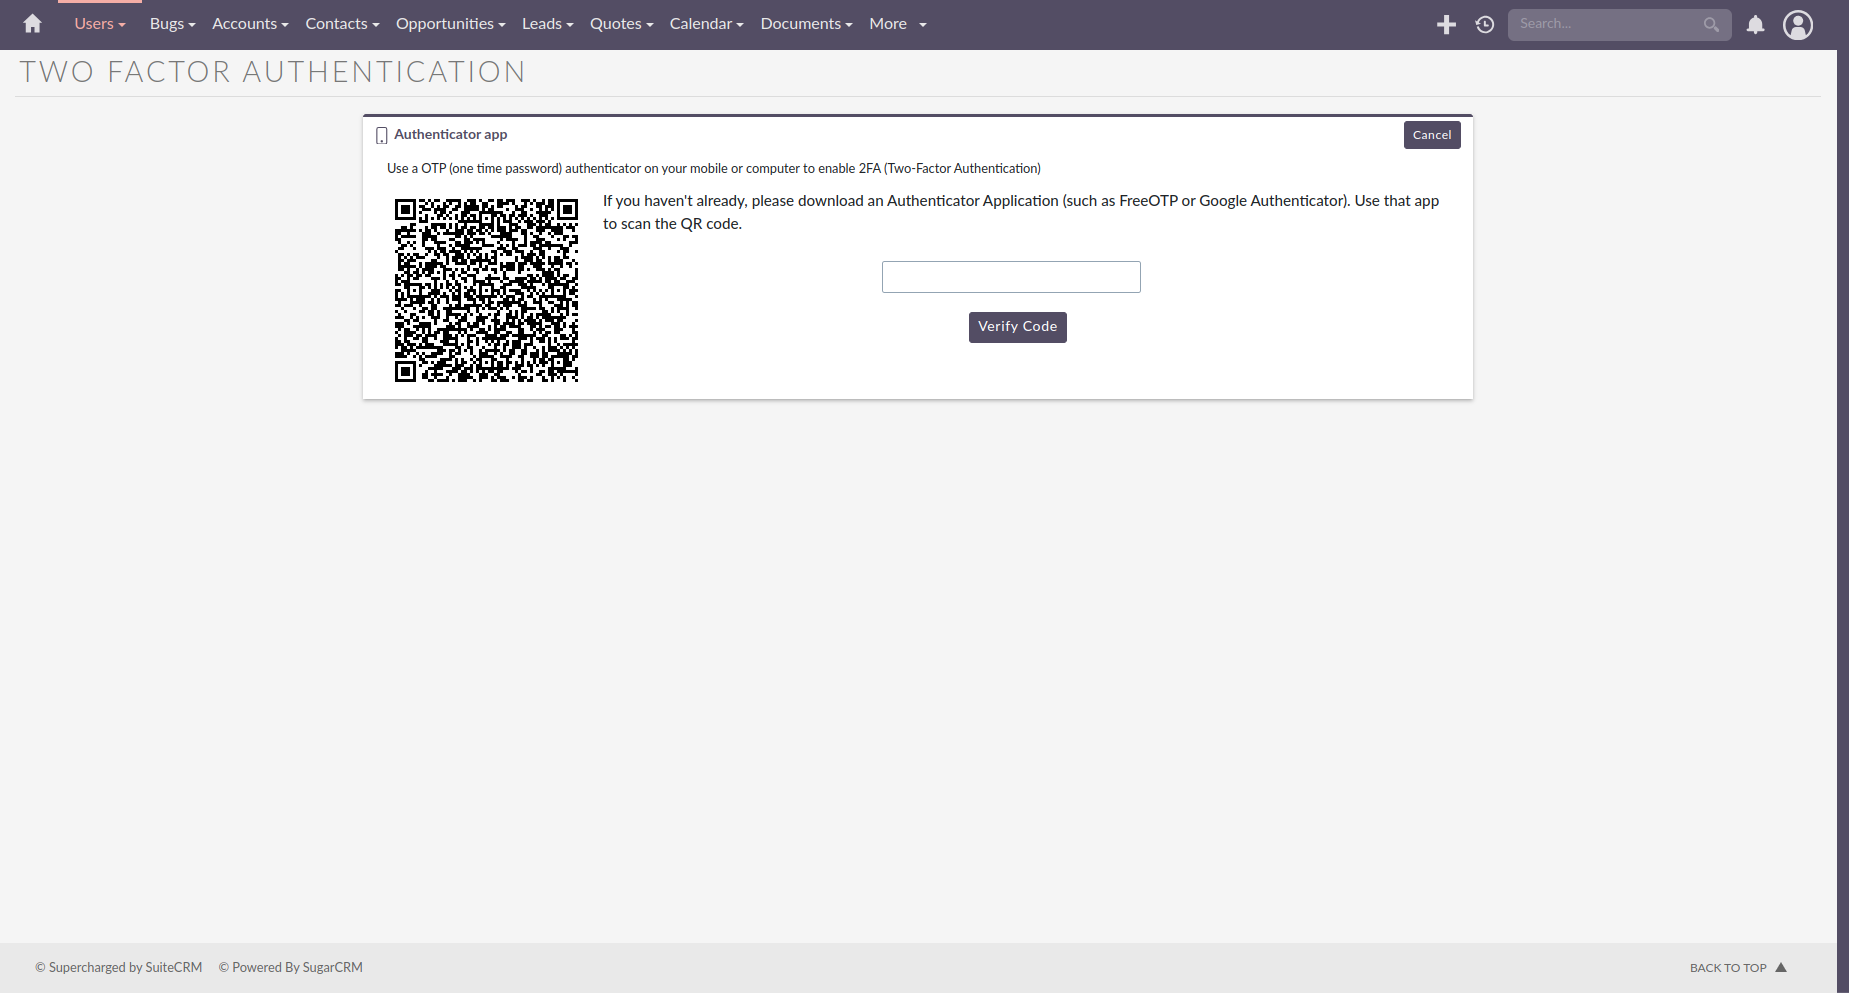 Users Bugs Accounts Contacts Opportunities Leads Quotes Calendar Documents More Search...
TWO FACTOR AUTHENTICATION
Authenticator app Cancel
Use a OTP (one time password) authenticator on your mobile or computer to enable 2FA (Two-Factor Authentication)
If you haven't already, please download an Authenticator Application (such as FreeOTP or Google Authenticator). Use that app
to scan the QR code.
Verify Code
© Supercharged by SuiteCRM © Powered By SugarCRM BACK TO TOP